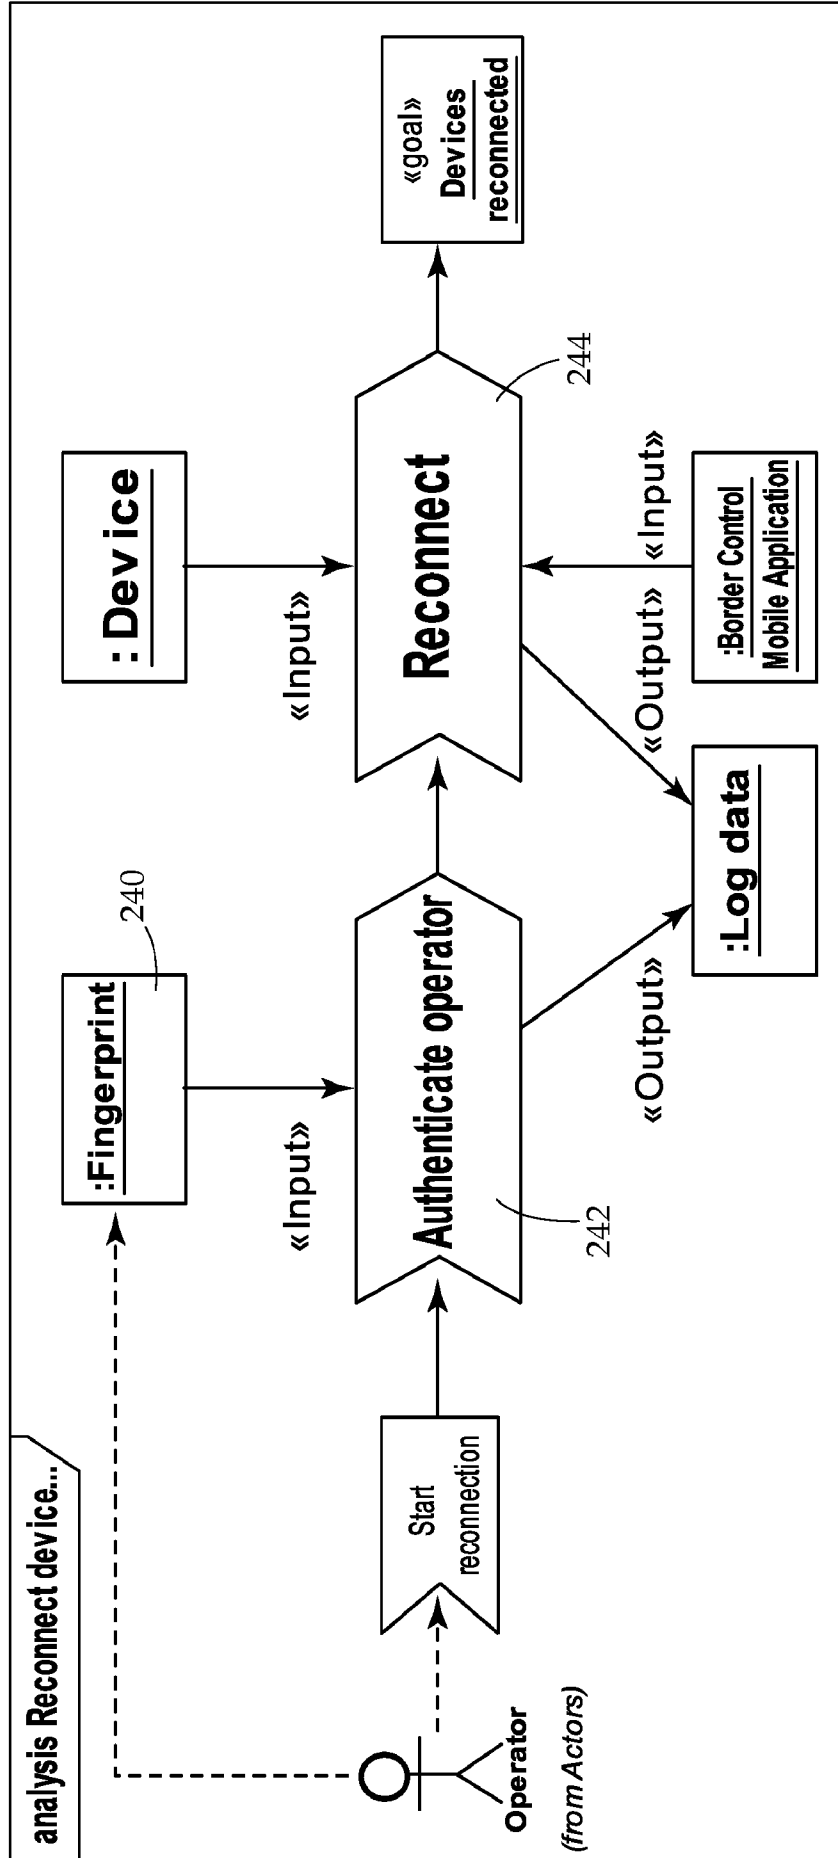 analysis Reconnect device...
:Fingerprint
240
:Device
«Input»
«Input»
Operator
(from Actors)
Start
reconnection
Authenticate operator
242
Reconnect
244
«goal»
Devices
reconnected
«Output»
«Output»
«Input»
:Log data
:Border Control
Mobile Application